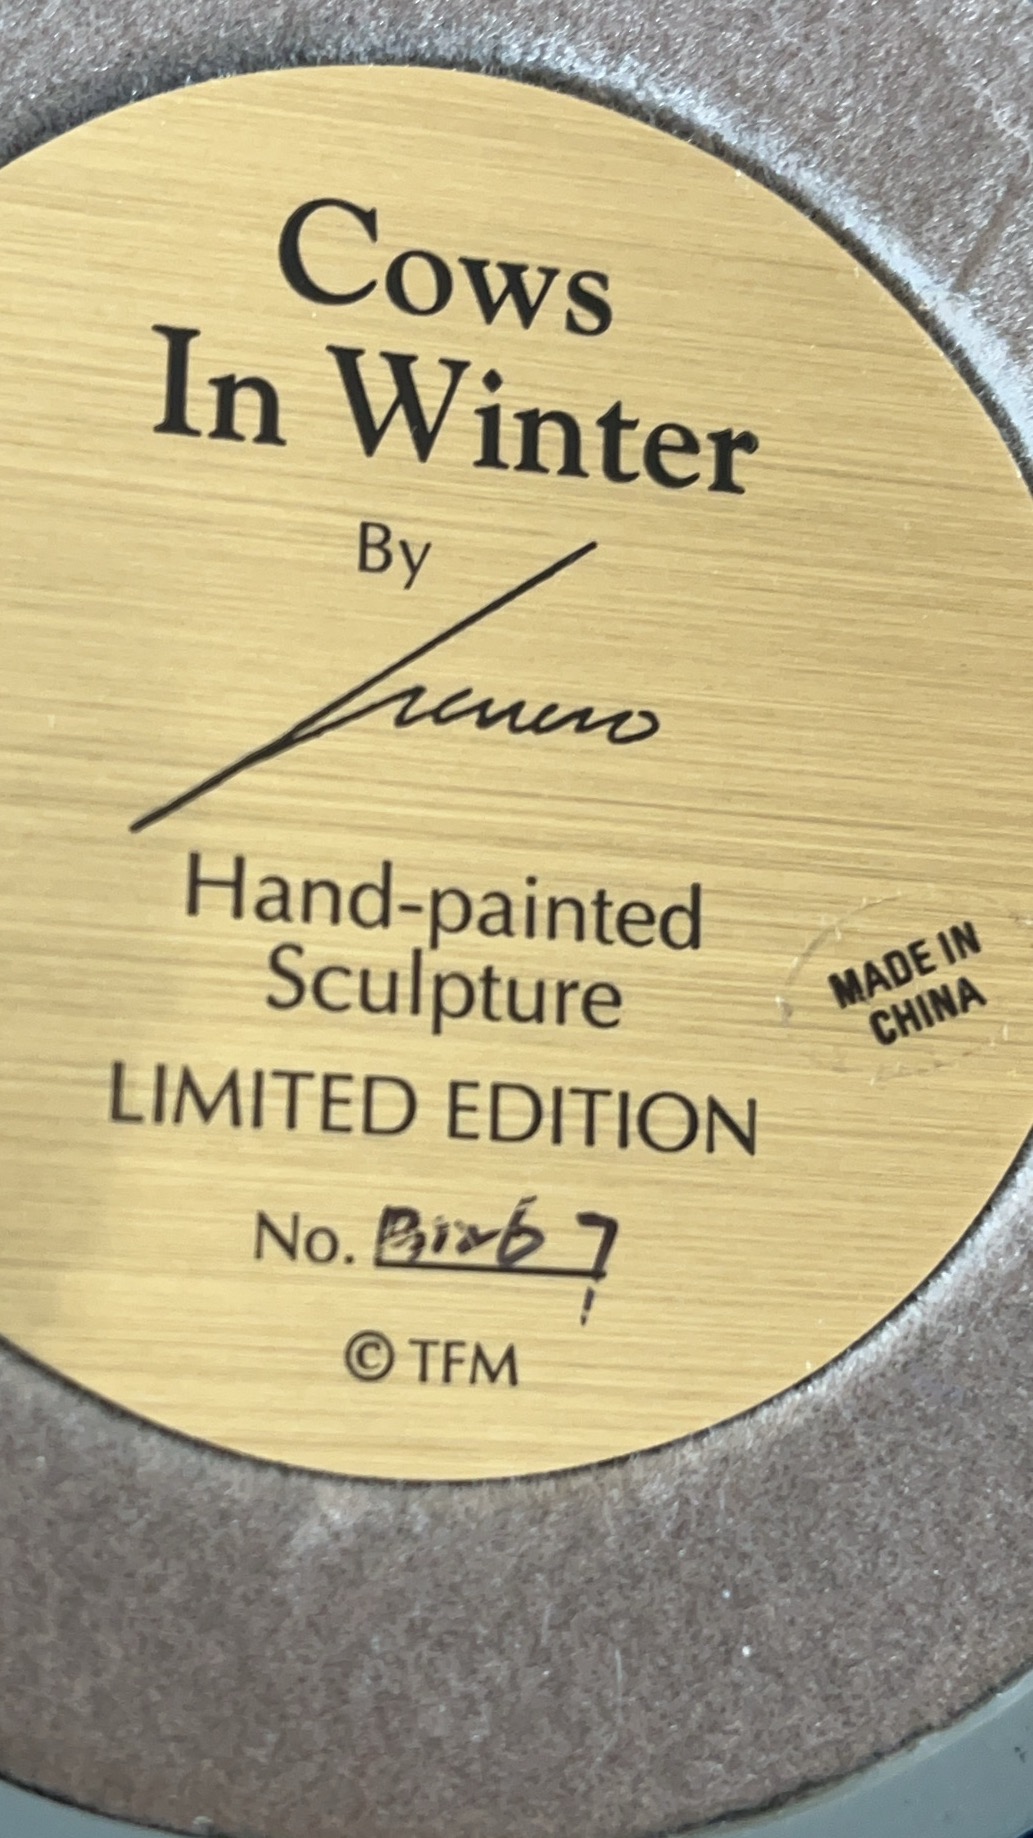 Cows
In Winter
By
Hand-painted
Sculpture
LIMITED EDITION
No.
© TFM
MADE IN
CHINA